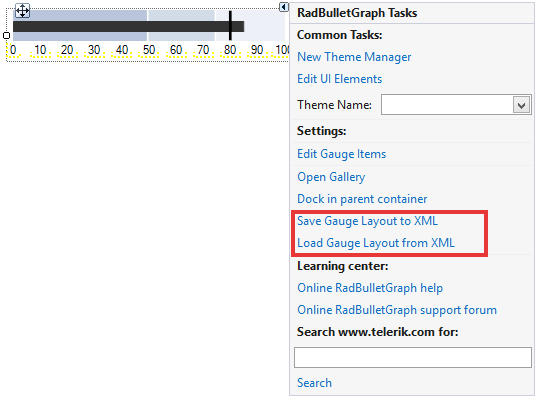 0 10 20 30 40 50 60 70 80 90 100
RadBulletGraph Tasks
Common Tasks:
New Theme Manager
Edit UI Elements
Theme Name:
Settings:
Edit Gauge Items
Open Gallery
Dock in parent container
Save Gauge Layout to XML
Load Gauge Layout from XML
Learning center:
Online RadBulletGraph help
Online RadBulletGraph support forum
Search www.telerik.com for:
Search